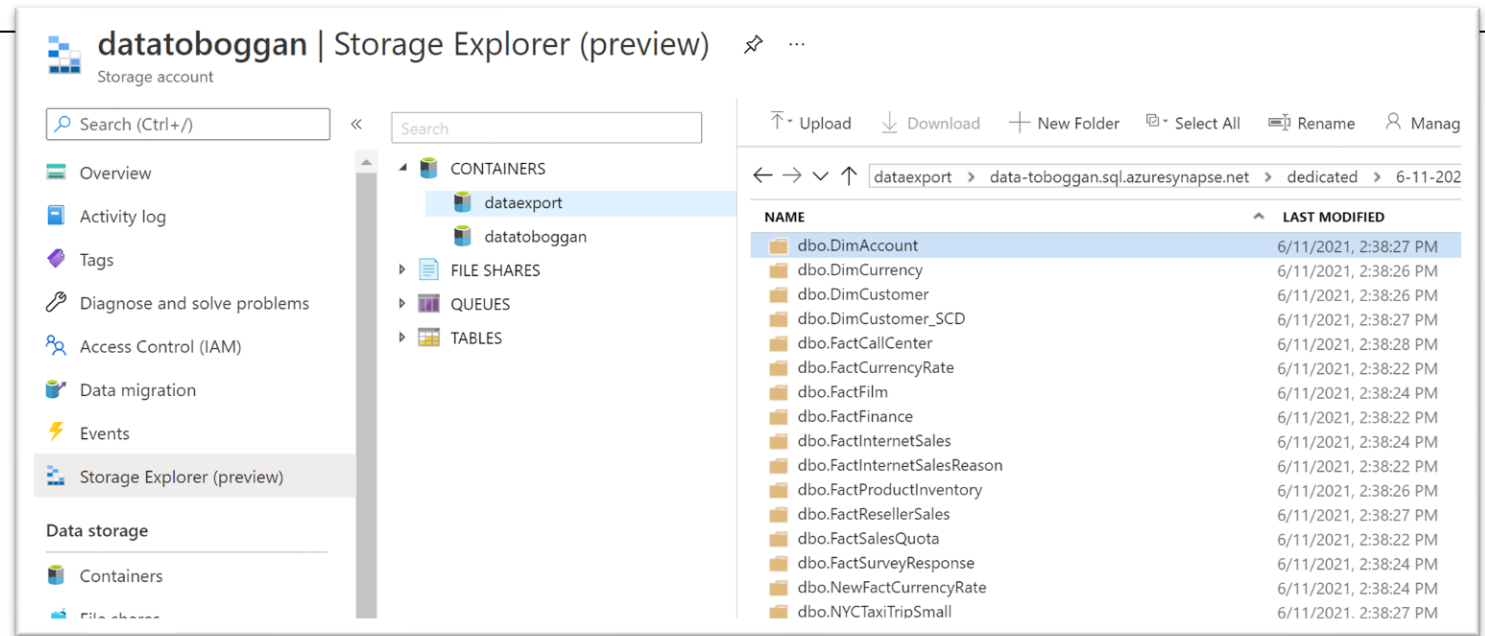 datatoboggan | Storage Explorer (preview) ...
Storage account
Search (Ctrl+/) «
Overview
Activity log
Tags
Diagnose and solve problems
Access Control (IAM)
Data migration
Events
Storage Explorer (preview)
Data storage
Containers
File shares
Search
CONTAINERS
dataexport
datatoboggan
FILE SHARES
QUEUES
TABLES
Upload Download New Folder Select All Rename Manag
dataexport > data-toboggan.sql.azuresynapse.net > dedicated > 6-11-202
NAME LAST MODIFIED
dbo.DimAccount 6/11/2021, 2:38:27 PM
dbo.DimCurrency 6/11/2021, 2:38:26 PM
dbo.DimCustomer 6/11/2021, 2:38:26 PM
dbo.DimCustomer_SCD 6/11/2021, 2:38:27 PM
dbo.FactCallCenter 6/11/2021, 2:38:28 PM
dbo.FactCurrencyRate 6/11/2021, 2:38:22 PM
dbo.FactFilm 6/11/2021, 2:38:24 PM
dbo.FactFinance 6/11/2021, 2:38:22 PM
dbo.FactInternetSales 6/11/2021, 2:38:24 PM
dbo.FactInternetSalesReason 6/11/2021, 2:38:22 PM
dbo.FactProductInventory 6/11/2021, 2:38:26 PM
dbo.FactResellerSales 6/11/2021, 2:38:27 PM
dbo.FactSalesQuota 6/11/2021, 2:38:22 PM
dbo.FactSurveyResponse 6/11/2021, 2:38:24 PM
dbo.NewFactCurrencyRate 6/11/2021, 2:38:24 PM
dbo.NYCTaxiTripSmall 6/11/2021, 2:38:27 PM